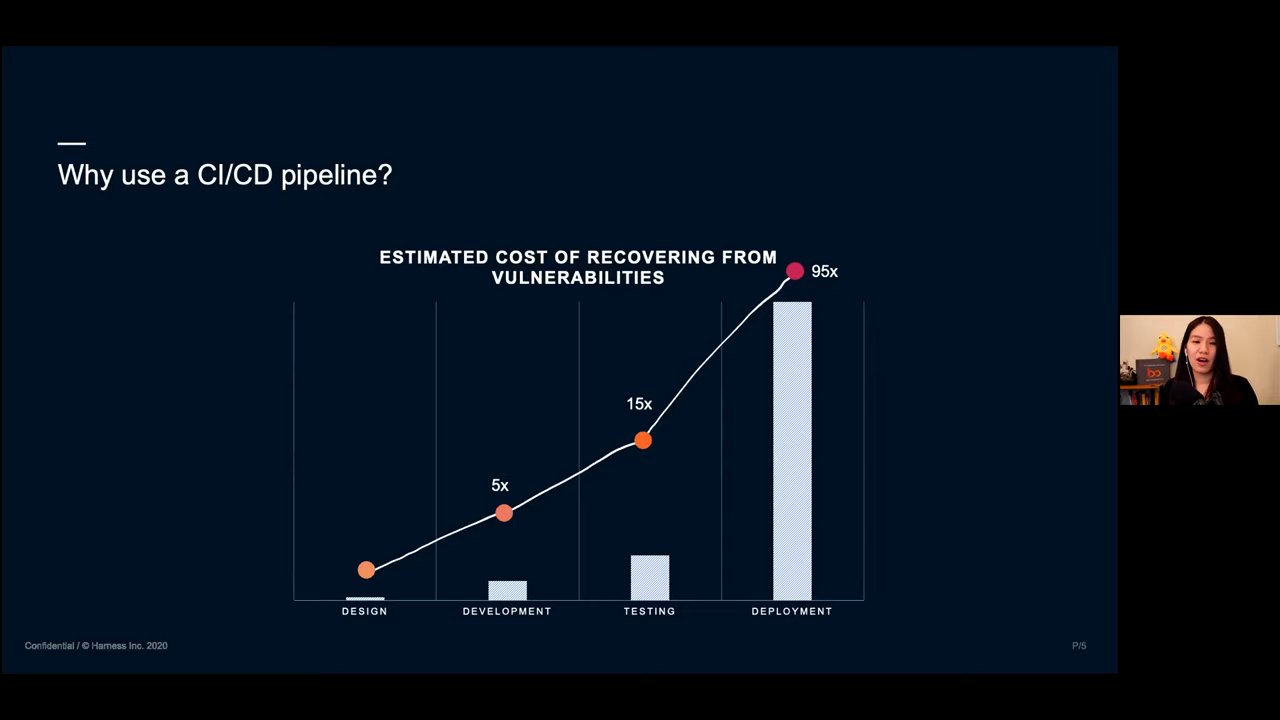 Why use a CI/CD pipeline?
ESTIMATED COST OF RECOVERING FROM
VULNERABILITIES
95x
15x
5x
DESIGN DEVELOPMENT TESTING DEPLOYMENT
Confidential / © Harness Inc. 2020
P/5